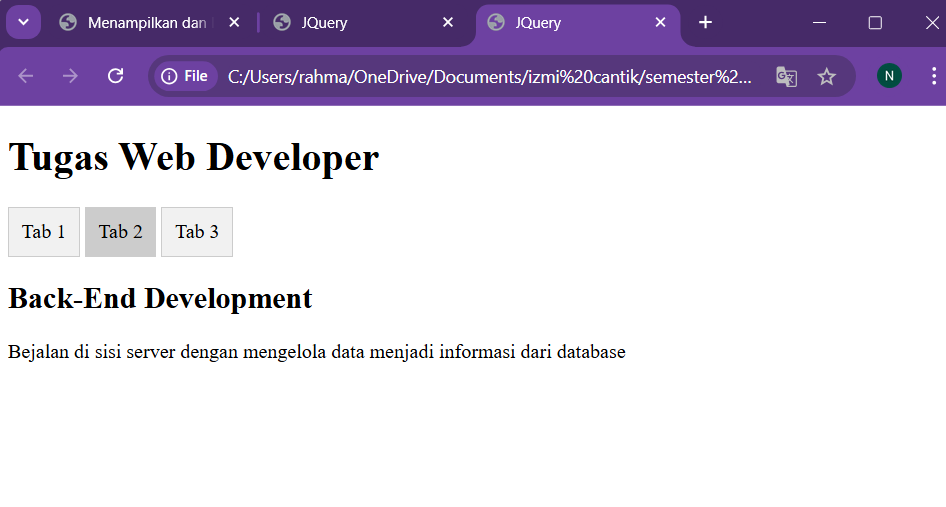 Menampilkan dan
JQuery
JQuery
File C:/Users/rahma/OneDrive/Documents/izmi%20cantik/semester%2... N
Tugas Web Developer
Tab 1 Tab 2 Tab 3
Back-End Development
Bejalan di sisi server dengan mengelola data menjadi informasi dari database